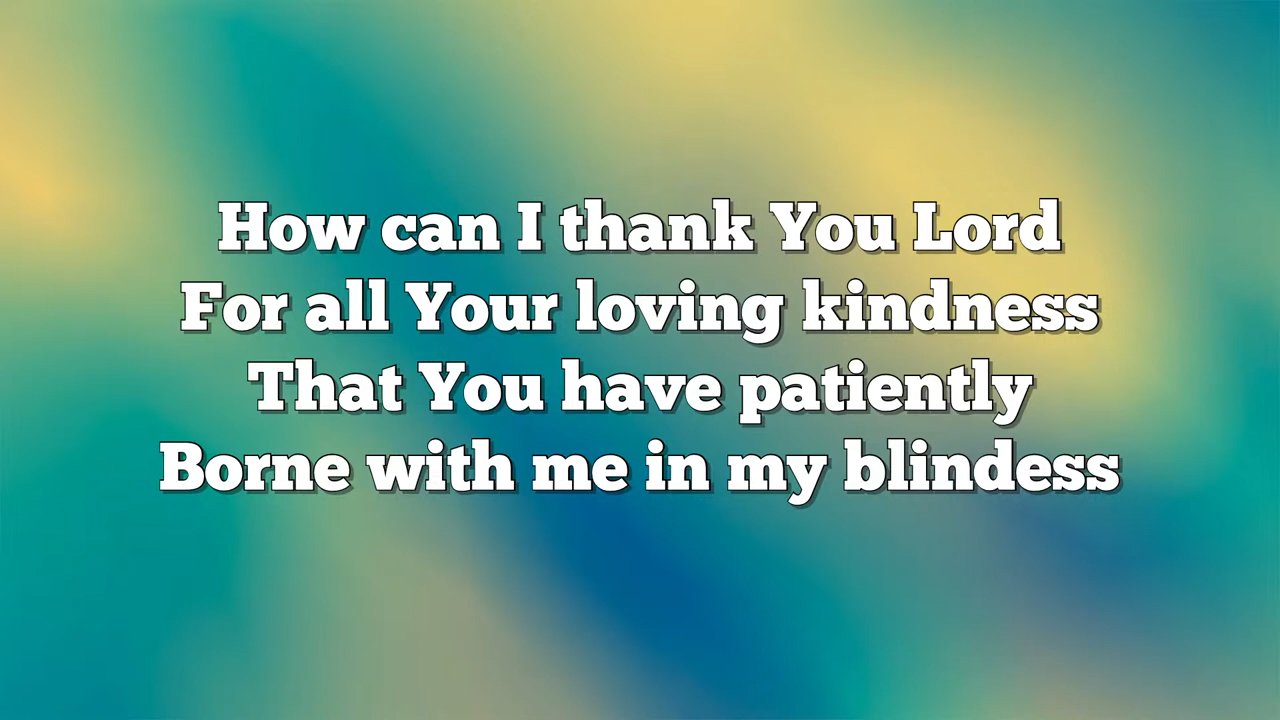 How can I thank You Lord
For all Your loving kindness
That You have patiently
Borne with me in my blindess